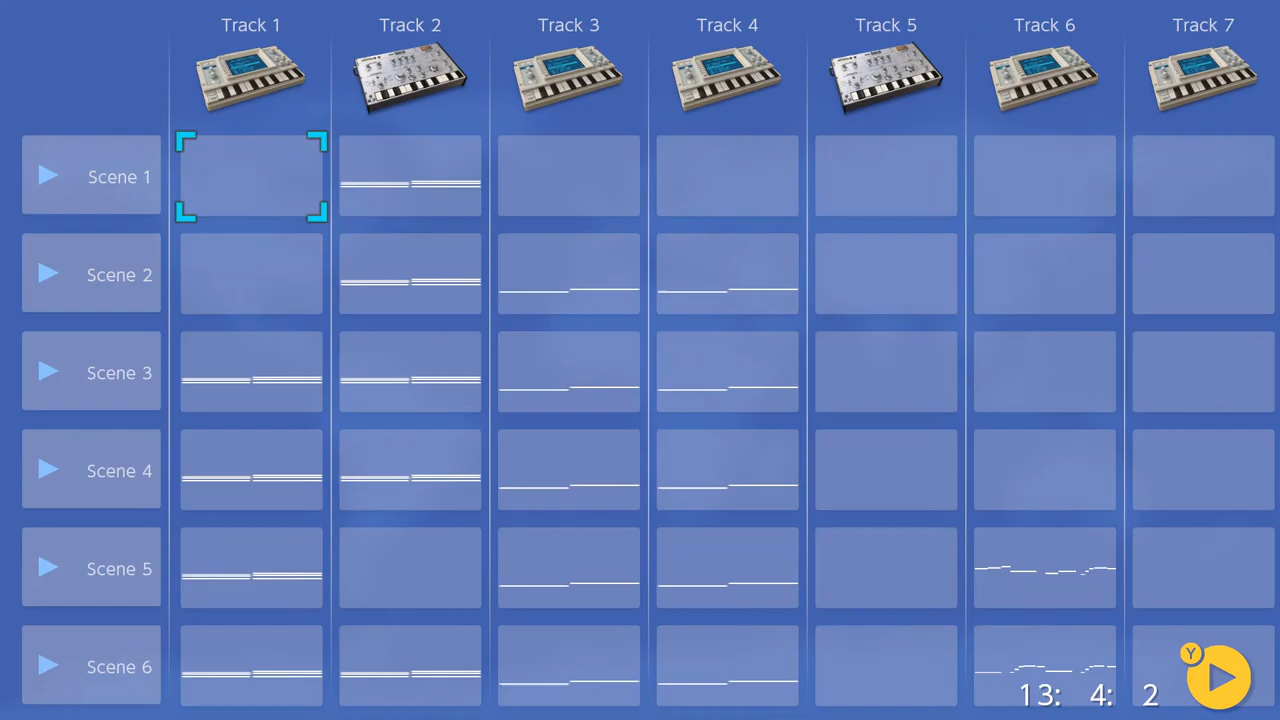 Track 1 Track 2 Track 3 Track 4 Track 5 Track 6 Track 7
Scene 1
Scene 2
Scene 3
Scene 4
Scene 5
Scene 6
Y
13: 4: 2